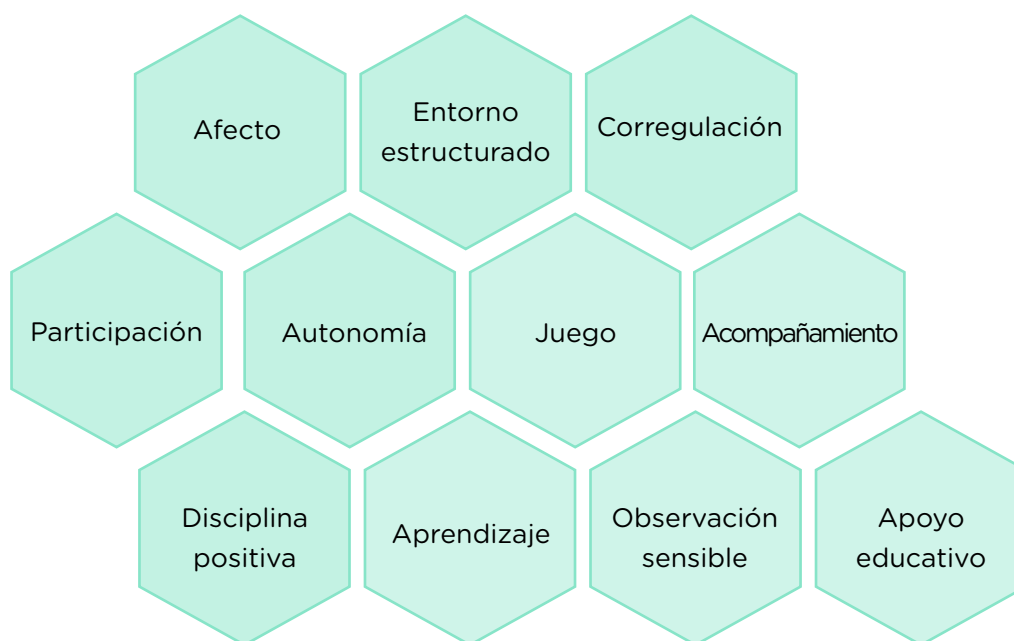 Afecto
Entorno
estructurado
Corregulación
Participación
Autonomía
Juego
Acompañamiento
Disciplina
positiva
Aprendizaje
Observación
sensible
Apoyo
educativo